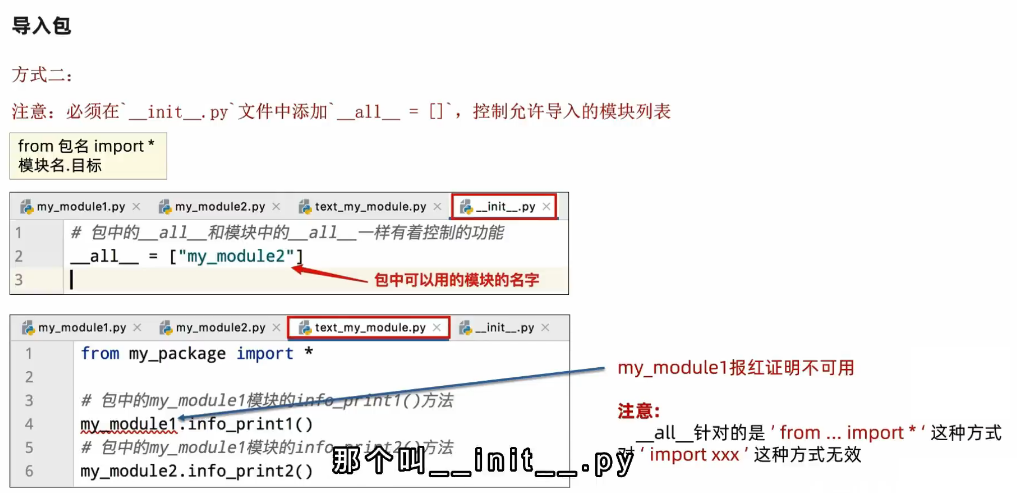 导入包
方式二：
注意：必须在`__init__.py`文件中添加`__all__ = []`，控制允许导入的模块列表
from 包名 import *
模块名.目标
my_module1.py × my_module2.py × text_my_module.py × __init__.py ×
1 # 包中的__all__和模块中的__all__一样有着控制的功能
2 __all__ = ["my_module2"]
3
包中可以用的模块的名字
my_module1.py × my_module2.py × text_my_module.py × __init__.py ×
1 from my_package import *
2
3 # 包中的my_module1模块的info_print1()方法
4 my_module1.info_print1()
5 # 包中的my_module1模块的info_print2()方法
6 my_module2.info_print2()
my_module1报红证明不可用
注意:
__all__针对的是 ' from ... import * ' 这种方式
对 ' import xxx ' 这种方式无效
那个叫__init__.py